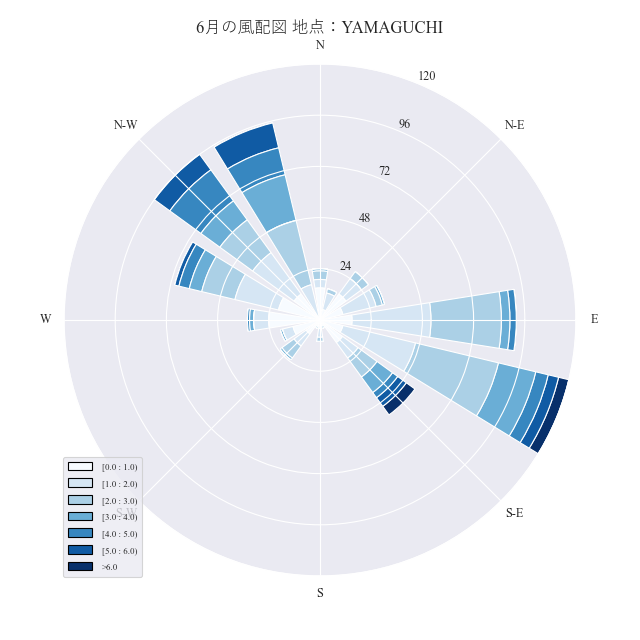 6月の風配図 地点：YAMAGUCHI
N
120
N-W
96
N-E
72
48
24
W
E
[0.0 : 1.0)
[1.0 : 2.0)
[2.0 : 3.0)
S-W
S-E
[3.0 : 4.0)
[4.0 : 5.0)
[5.0 : 6.0)
>6.0
S